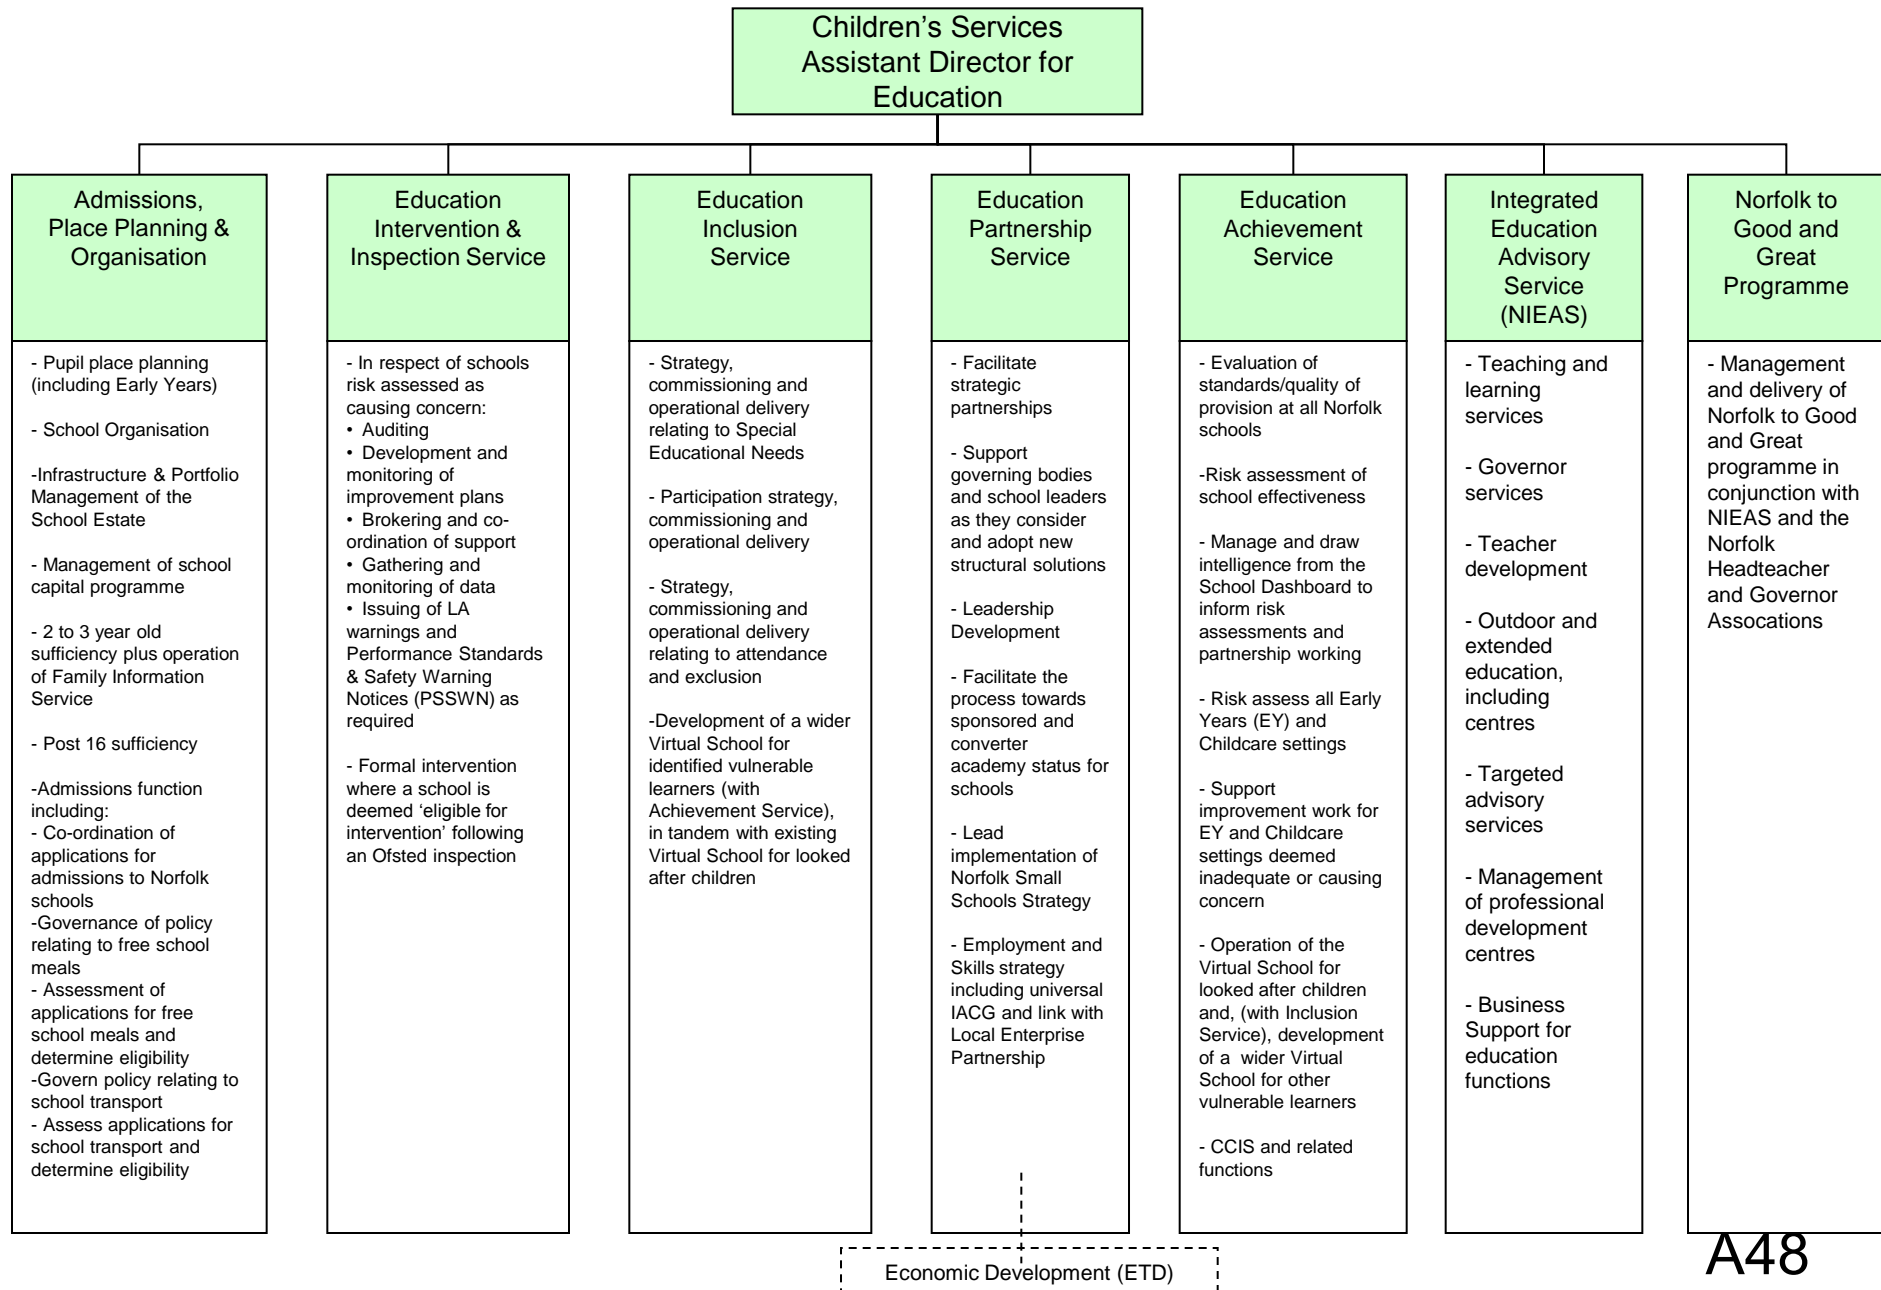 Children's Services
Assistant Director for
Education
Admissions,
Place Planning &
Organisation
- Pupil place planning
(including Early Years)
- School Organisation
-Infrastructure & Portfolio
Management of the
School Estate
- Management of school
capital programme
- 2 to 3 year old
sufficiency plus operation
of Family Information
Service
- Post 16 sufficiency
-Admissions function
including:
- Co-ordination of
applications for
admissions to Norfolk
schools
-Governance of policy
relating to free school
meals
- Assessment of
applications for free
school meals and
determine eligibility
-Govern policy relating to
school transport
- Assess applications for
school transport and
determine eligibility
Education
Intervention &
Inspection Service
- In respect of schools
risk assessed as
causing concern:
• Auditing
• Development and
monitoring of
improvement plans
• Brokering and co-
ordination of support
• Gathering and
monitoring of data
• Issuing of LA
warnings and
Performance Standards
& Safety Warning
Notices (PSSWN) as
required
- Formal intervention
where a school is
deemed ‘eligible for
intervention’ following
an Ofsted inspection
Education
Inclusion
Service
- Strategy,
commissioning and
operational delivery
relating to Special
Educational Needs
- Participation strategy,
commissioning and
operational delivery
- Strategy,
commissioning and
operational delivery
relating to attendance
and exclusion
-Development of a wider
Virtual School for
identified vulnerable
learners (with
Achievement Service),
in tandem with existing
Virtual School for looked
after children
Education
Partnership
Service
- Facilitate
strategic
partnerships
- Support
governing bodies
and school leaders
as they consider
and adopt new
structural solutions
- Leadership
Development
- Facilitate the
process towards
sponsored and
converter
academy status for
schools
- Lead
implementation of
Norfolk Small
Schools Strategy
- Employment and
Skills strategy
including universal
IACG and link with
Local Enterprise
Partnership
Education
Achievement
Service
- Evaluation of
standards/quality of
provision at all Norfolk
schools
-Risk assessment of
school effectiveness
- Manage and draw
intelligence from the
School Dashboard to
inform risk
assessments and
partnership working
- Risk assess all Early
Years (EY) and
Childcare settings
- Support
improvement work for
EY and Childcare
settings deemed
inadequate or causing
concern
- Operation of the
Virtual School for
looked after children
and, (with Inclusion
Service), development
of a wider Virtual
School for other
vulnerable learners
- CCIS and related
functions
Integrated
Education
Advisory
Service
(NIEAS)
- Teaching and
learning
services
- Governor
services
- Teacher
development
- Outdoor and
extended
education,
including
centres
- Targeted
advisory
services
- Management
of professional
development
centres
- Business
Support for
education
functions
Norfolk to
Good and
Great
Programme
- Management
and delivery of
Norfolk to Good
and Great
programme in
conjunction with
NIEAS and the
Norfolk
Headteacher
and Governor
Assocations
Economic Development (ETD)
A48